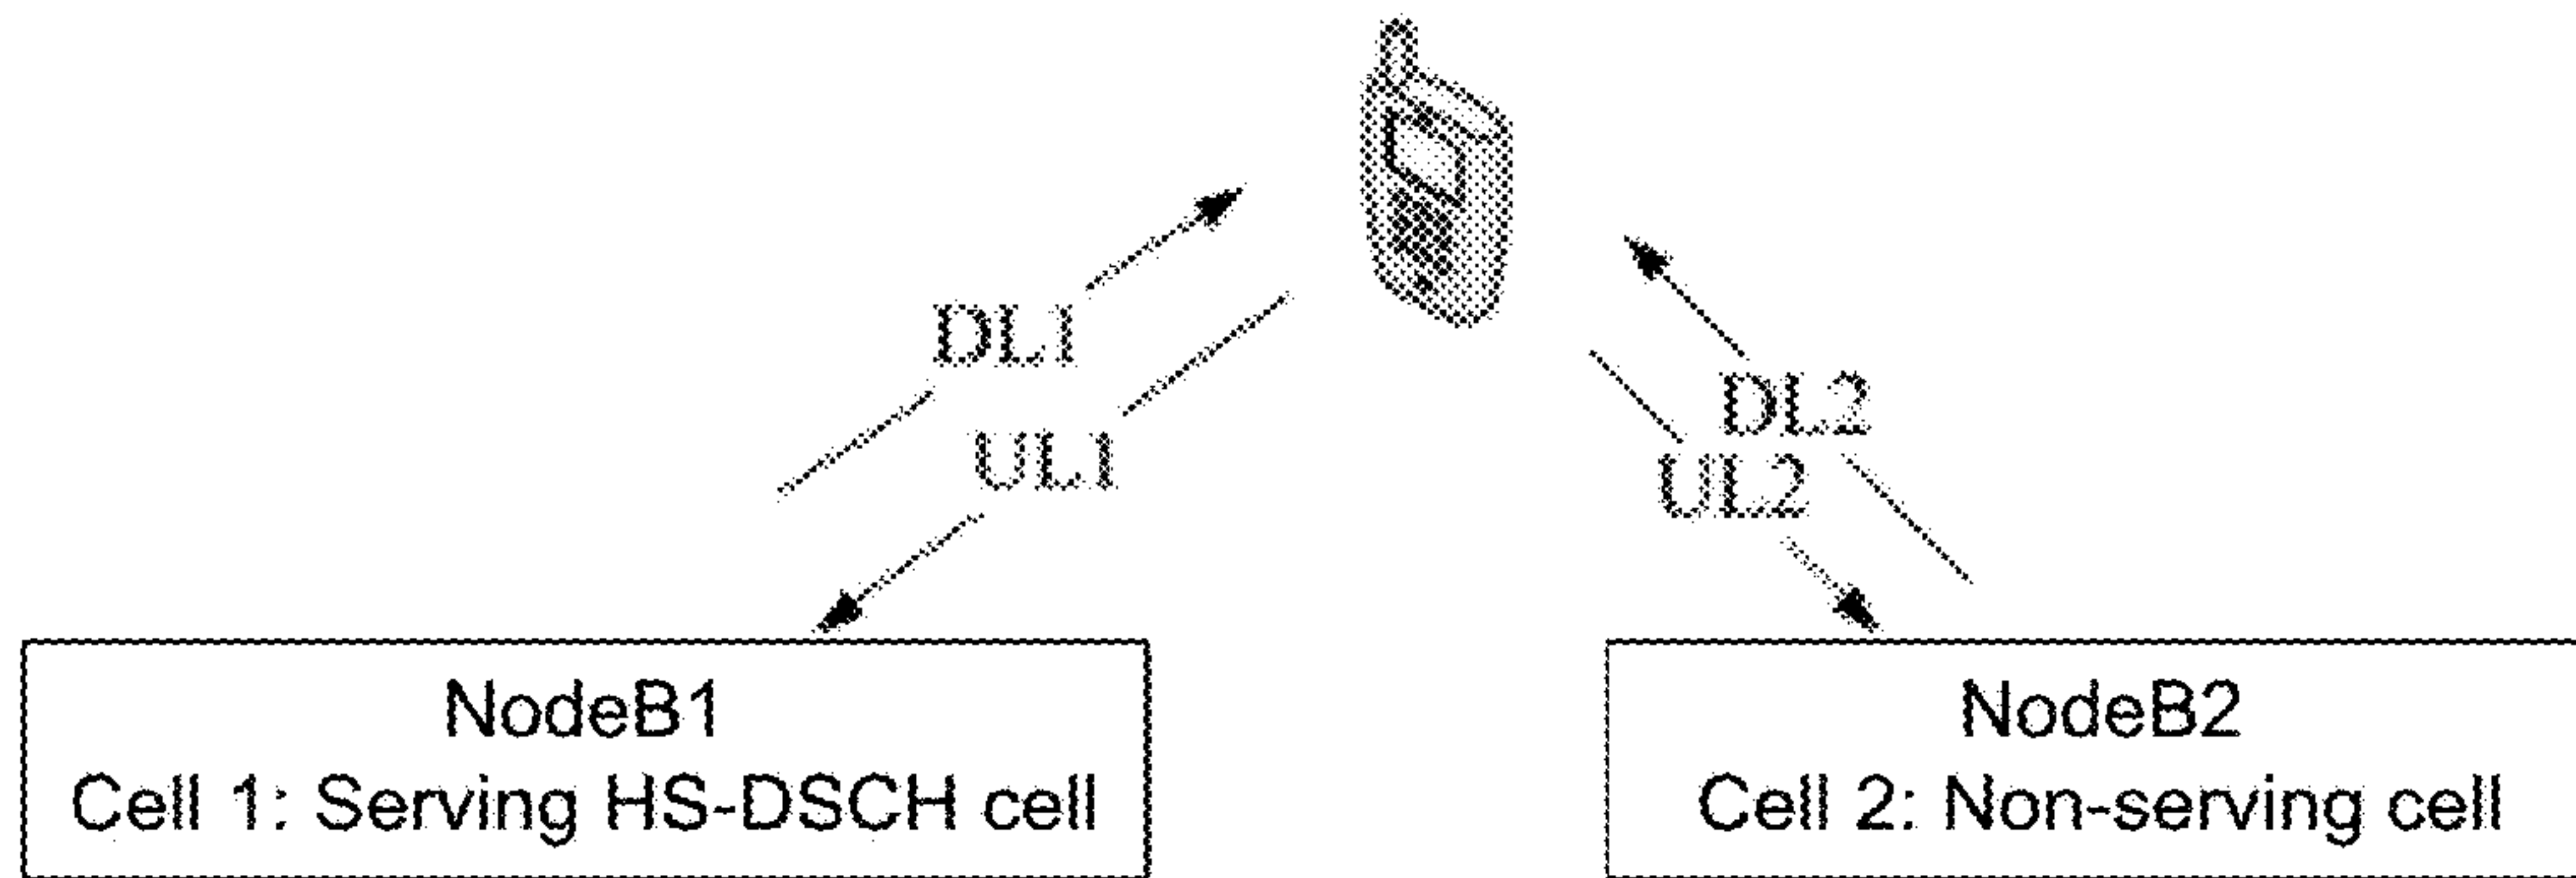 DL1
UL1
DL2
UL2
NodeB1
Cell 1: Serving HS-DSCH cell
NodeB2
Cell 2: Non-serving cell